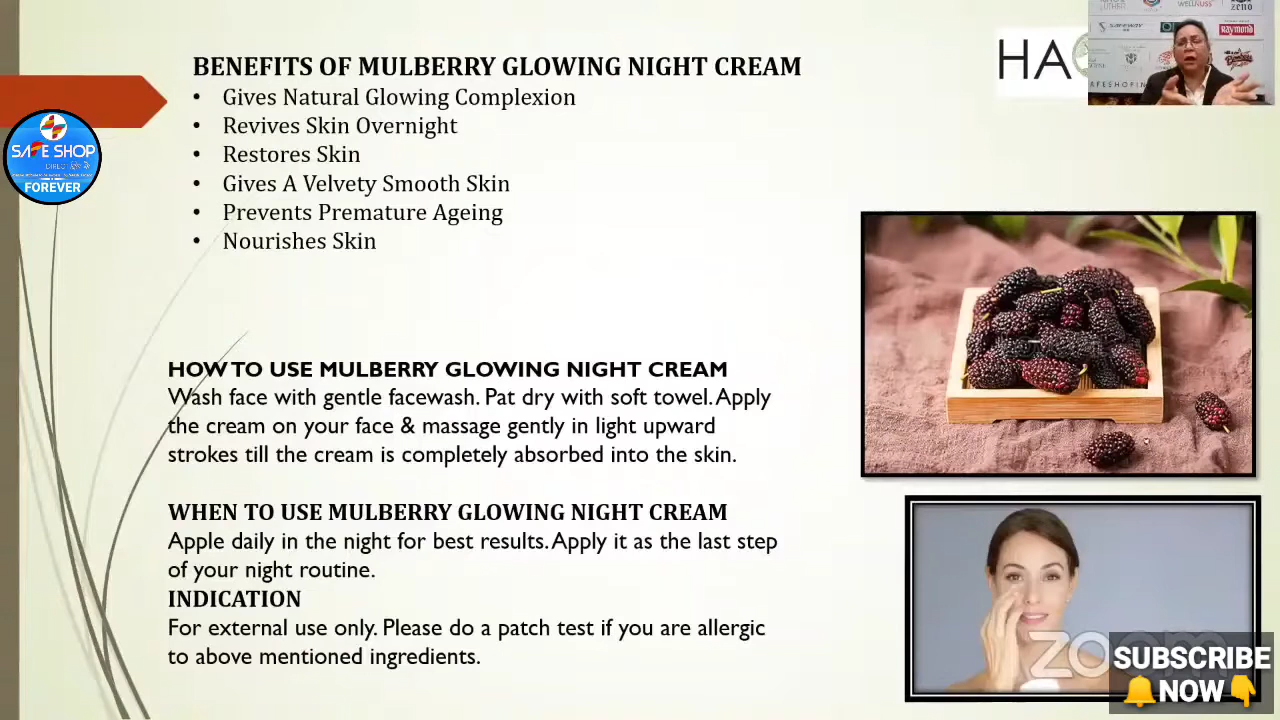 BENEFITS OF MULBERRY GLOWING NIGHT CREAM
• Gives Natural Glowing Complexion
• Revives Skin Overnight
• Restores Skin
• Gives A Velvety Smooth Skin
• Prevents Premature Ageing
• Nourishes Skin
HA
WELLNUSS
zeno
Raymond
AFESHOPIN
SAFE SHOP
FOREVER
HOW TO USE MULBERRY GLOWING NIGHT CREAM
Wash face with gentle facewash. Pat dry with soft towel. Apply
the cream on your face & massage gently in light upward
strokes till the cream is completely absorbed into the skin.
WHEN TO USE MULBERRY GLOWING NIGHT CREAM
Apple daily in the night for best results. Apply it as the last step
of your night routine.
INDICATION
For external use only. Please do a patch test if you are allergic
to above mentioned ingredients.
zoom
SUBSCRIBE
NOW